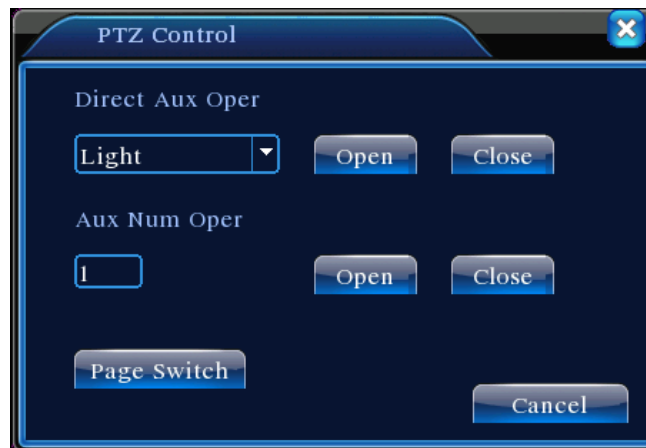 PTZ Control
Direct Aux Oper
Light Open Close
Aux Num Oper
1 Open Close
Page Switch
Cancel